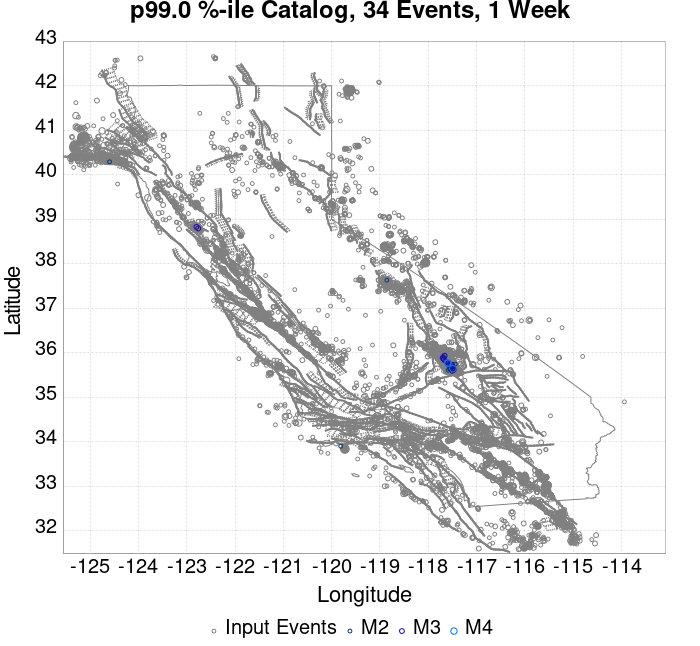 p99.0 %-ile Catalog, 34 Events, 1 Week
43
42
41
40
39
38
37
36
35
34
33
32
Latitude
-125 -124 -123 -122 -121 -120 -119 -118 -117 -116 -115 -114
Longitude
Input Events M2 M3 M4